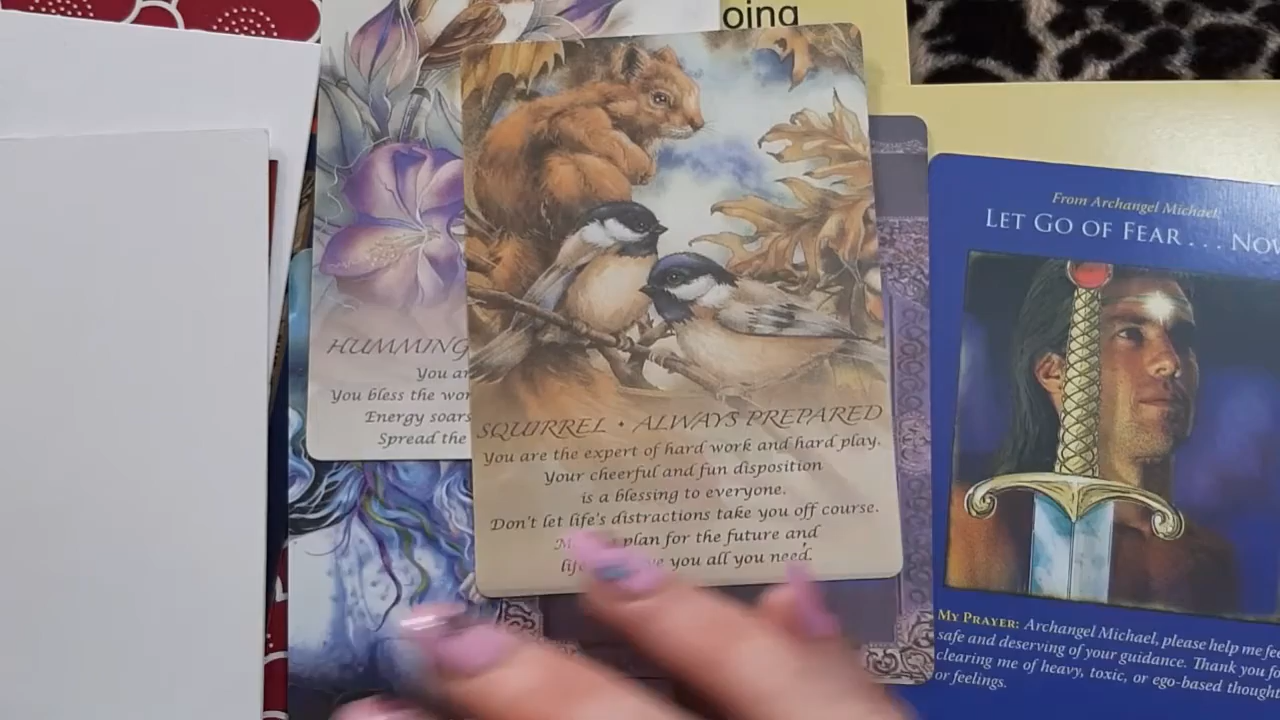 oing
HUMMING
You ar
You bless the wor
Energy soars
Spread the
SQUIRREL • ALWAYS PREPARED
You are the expert of hard work and hard play.
Your cheerful and fun disposition
is a blessing to everyone.
Don't let life's distractions take you off course.
plan for the future and
you all you need.
From Archangel Michael:
LET GO OF FEAR . . . NOW
MY PRAYER: Archangel Michael, please help me fee
safe and deserving of your guidance. Thank you fo
clearing me of heavy, toxic, or ego-based thought
or feelings.